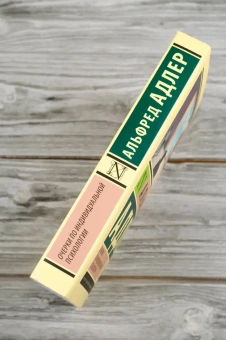 АЛЬФРЕД АДЛЕР
ОЧЕРКИ ПО ИНДИВИДУАЛЬНОЙ
ПСИХОЛОГИИ